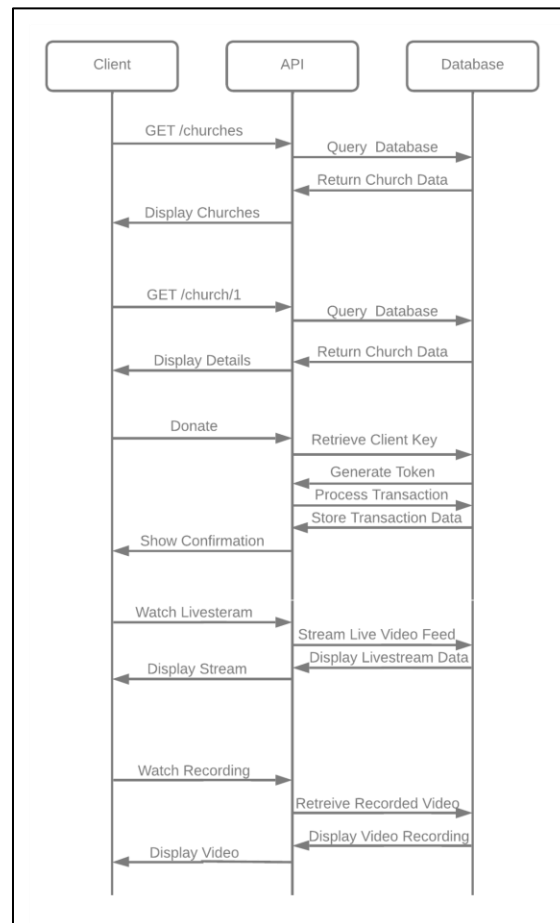 Client
API
Database
GET /churches
Query Database
Return Church Data
Display Churches
GET /church/1
Query Database
Return Church Data
Display Details
Donate
Retrieve Client Key
Generate Token
Process Transaction
Store Transaction Data
Show Confirmation
Watch Livesteram
Stream Live Video Feed
Display Livestream Data
Display Stream
Watch Recording
Retreive Recorded Video
Display Video Recording
Display Video